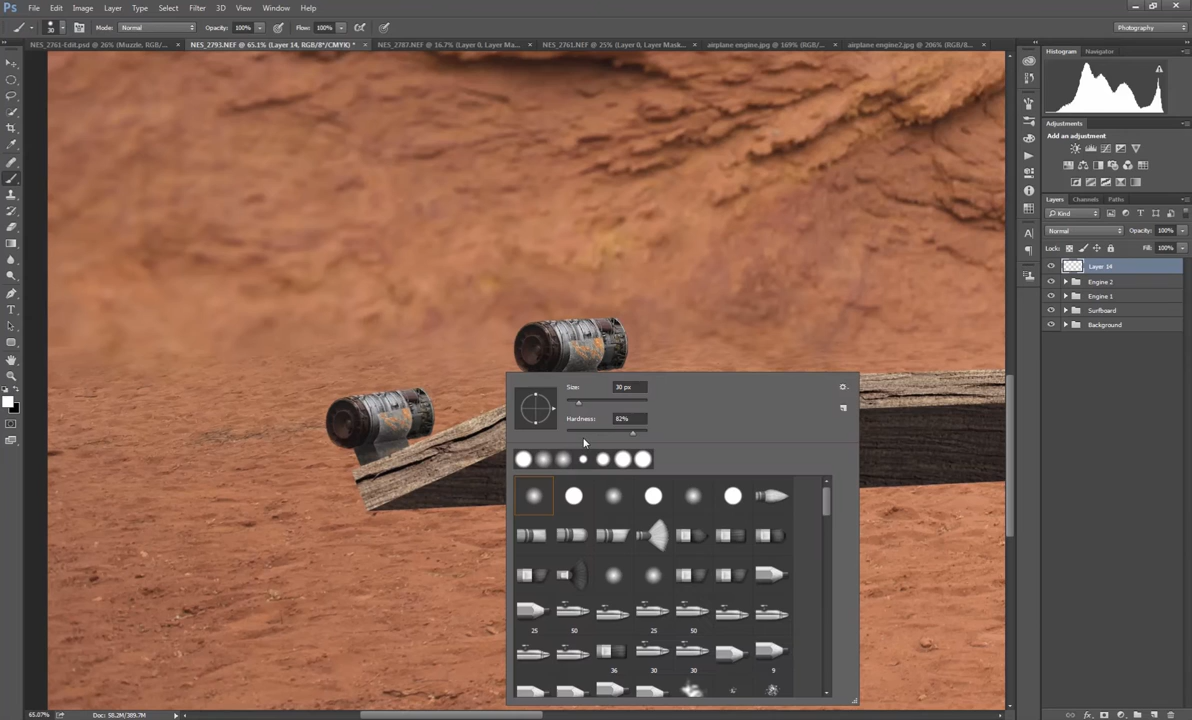 Ps File Edit Image Layer Type Select Filter 3D View Window Help
30 Mode: Normal Opacity: 100% Flow: 100% Photography
NES_2761-Edit.psd @ 26% (Muzzle, RGB/... × NES_2793.NEF @ 65.1% (Layer 14, RGB/8*/CMYK) * × NES_2787.NEF @ 16.7% (Layer 0, Layer Ma... × NES_2761.NEF @ 25% (Layer 0, Layer Mask... × airplane engine.jpg @ 169% (RGB/... × airplane engine2.jpg @ 206% (RGB/8... ×
Histogram Navigator
Adjustments
Add an adjustment
Layers Channels Paths
Kind
Normal Opacity: 100%
Lock: Fill: 100%
Layer 14
Engine 2
Engine 1
Surfboard
Background
Size: 30 px
Hardness: 82%
25 50 25 50
36 30 30 9
65.07% Doc: 58.2M/389.7M